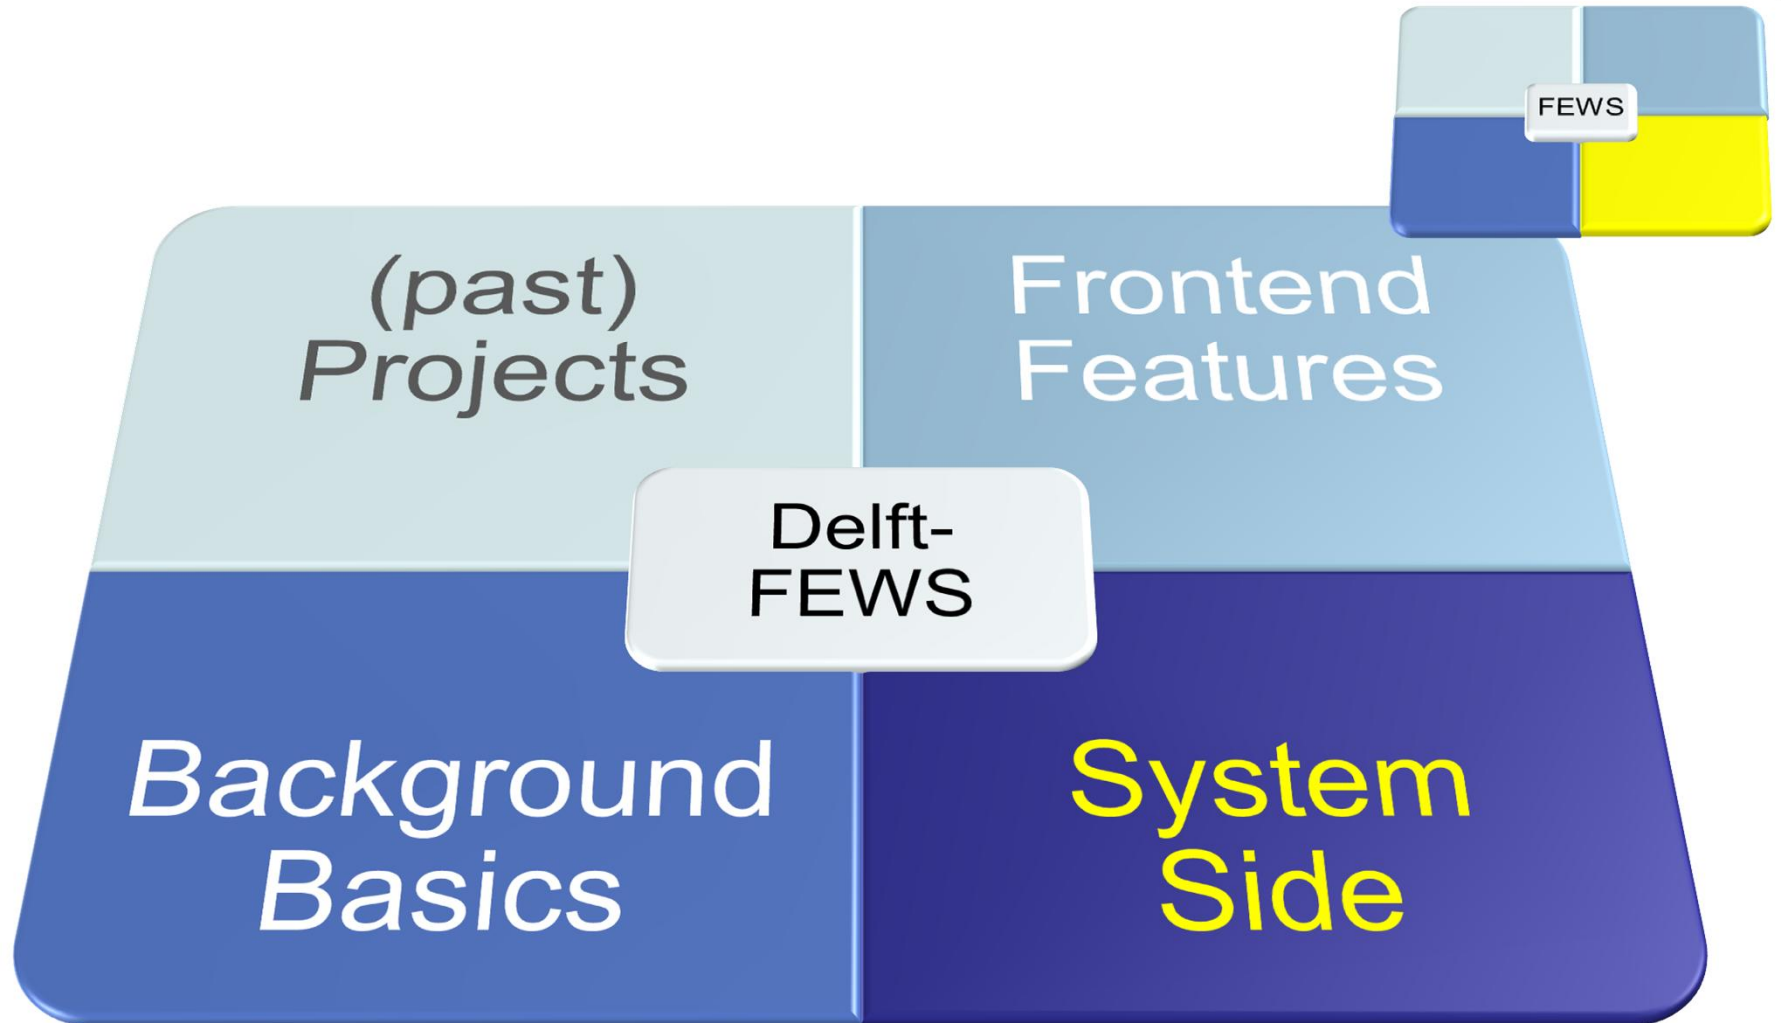 FEWS
(past)
Projects
Frontend
Features
Delft-
FEWS
Background
Basics
System
Side